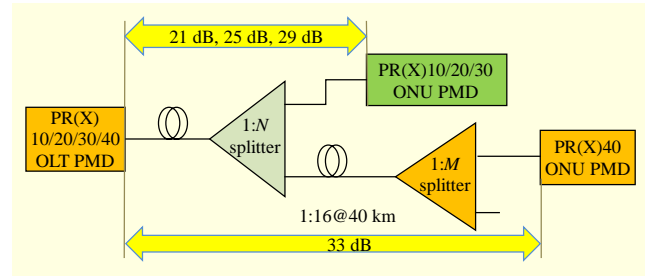 21 dB, 25 dB, 29 dB
PR(X)10/20/30
ONU PMD
PR(X)
10/20/30/40
OLT PMD
1:N
splitter
1:M
splitter
PR(X)40
ONU PMD
1:16@40 km
33 dB